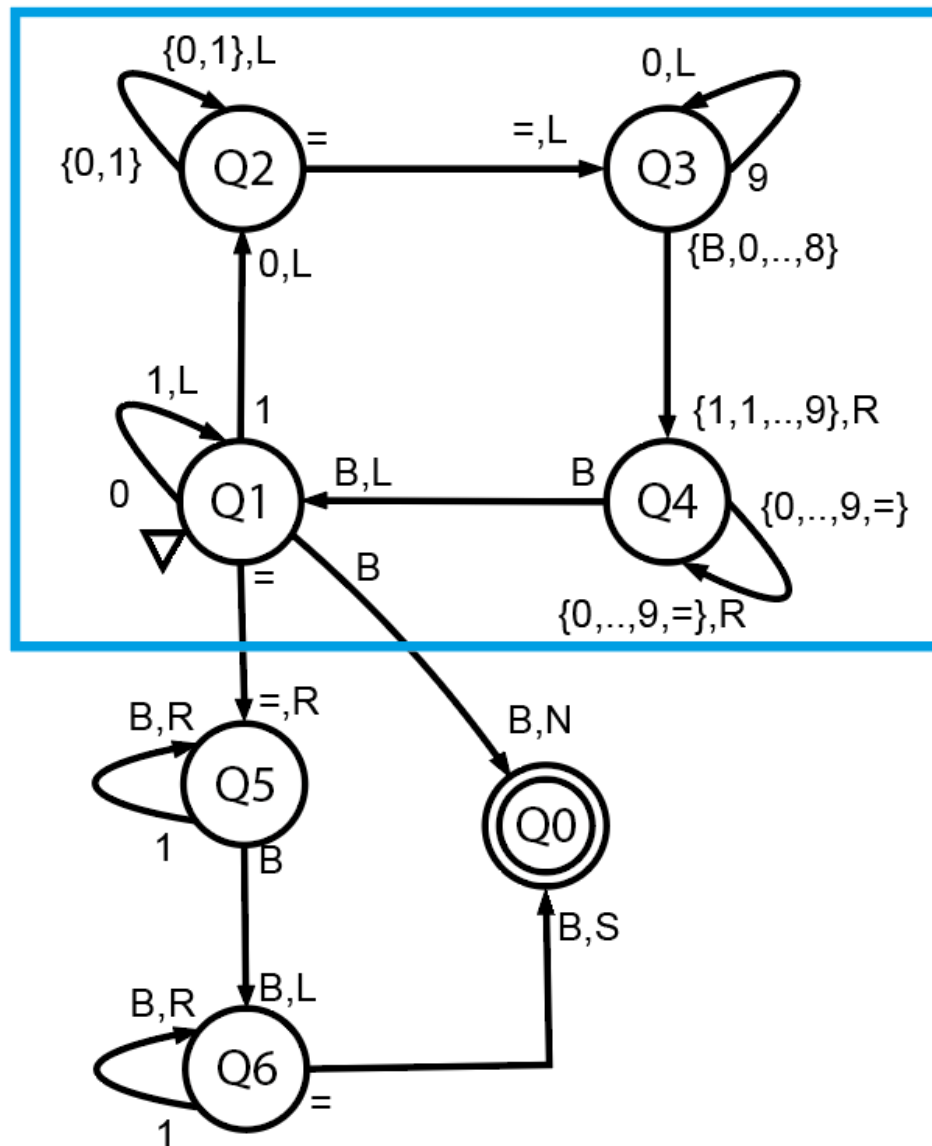 {0,1},L
0,L
{0,1}
Q2
=
=,L
Q3
9
0,L
{B,0,..,8}
1,L
1
{1,1,..,9},R
0
Q1
B,L
B
Q4
{0,..,9,=}
=
B
{0,..,9,=},R
=,R
B,R
B,N
Q5
1
B
Q0
B,S
B,R
B,L
Q6
=
1